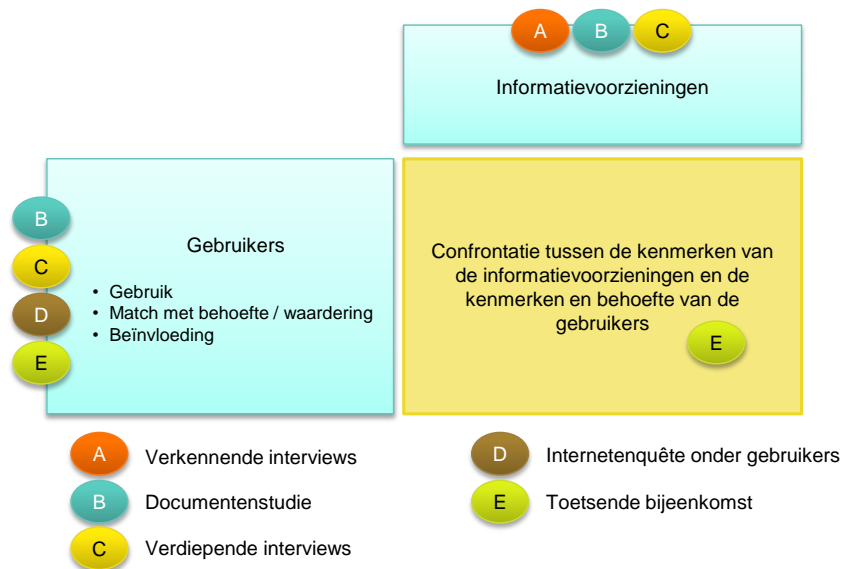 A B C
Informatievoorzieningen
B
C
D
E
Gebruikers
• Gebruik
• Match met behoefte / waardering
• Beïnvloeding
Confrontatie tussen de kenmerken van
de informatievoorzieningen en de
kenmerken en behoefte van de
gebruikers
E
A Verkennende interviews
B Documentenstudie
C Verdiepende interviews
D Internetenquête onder gebruikers
E Toetsende bijeenkomst